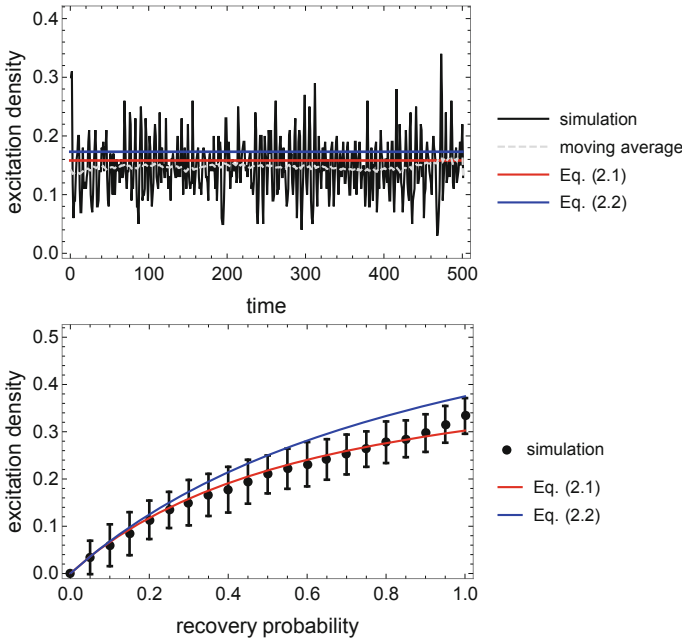 0.4
0.3
0.2
0.1
0.0
excitation density
0 100 200 300 400 500
time
simulation
moving average
Eq. (2.1)
Eq. (2.2)
0.5
0.4
0.3
0.2
0.1
0.0
excitation density
0.0 0.2 0.4 0.6 0.8 1.0
recovery probability
simulation
Eq. (2.1)
Eq. (2.2)